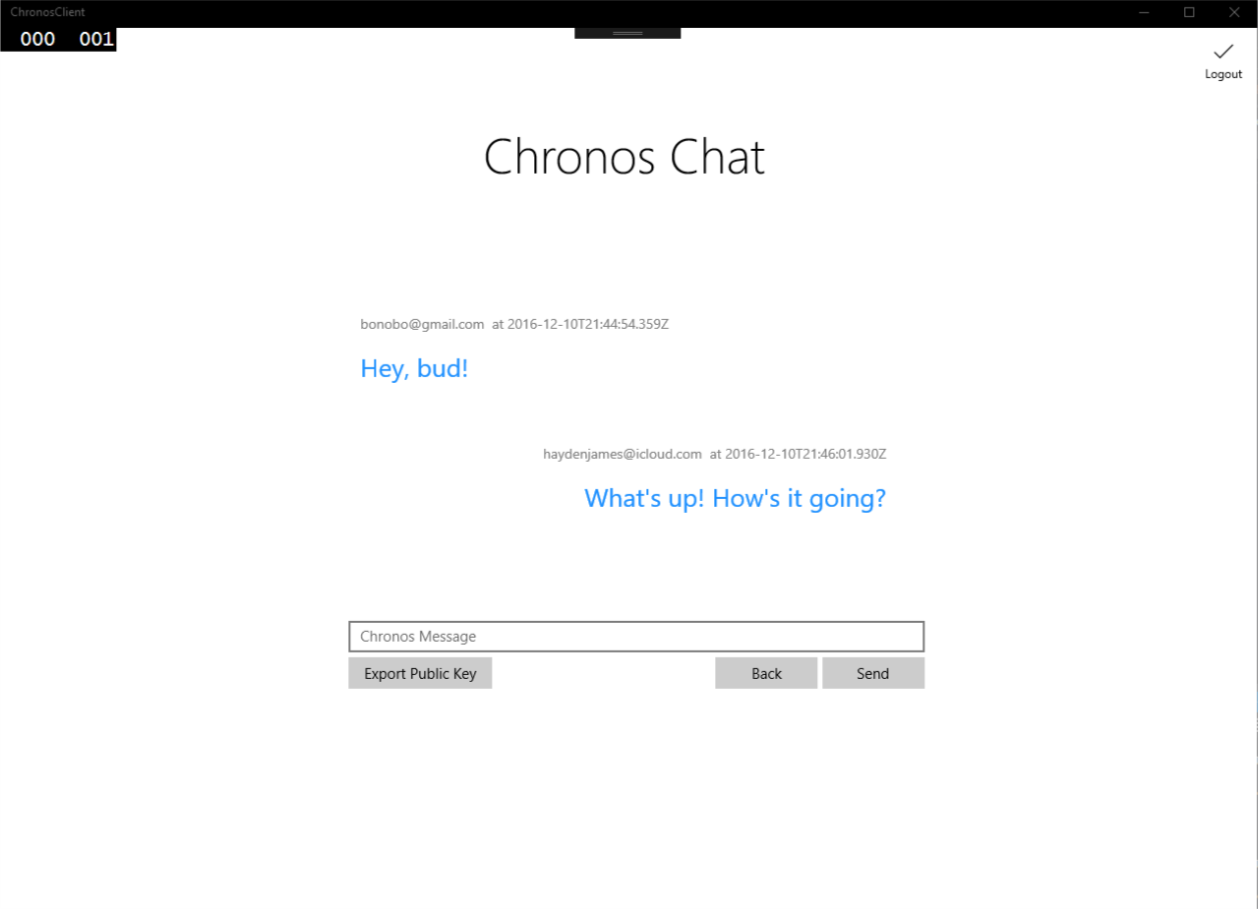 ChronosClient
000 001
Logout
Chronos Chat
bonobo@gmail.com at 2016-12-10T21:44:54.359Z
Hey, bud!
haydenjames@icloud.com at 2016-12-10T21:46:01.930Z
What's up! How's it going?
Chronos Message
Export Public Key Back Send